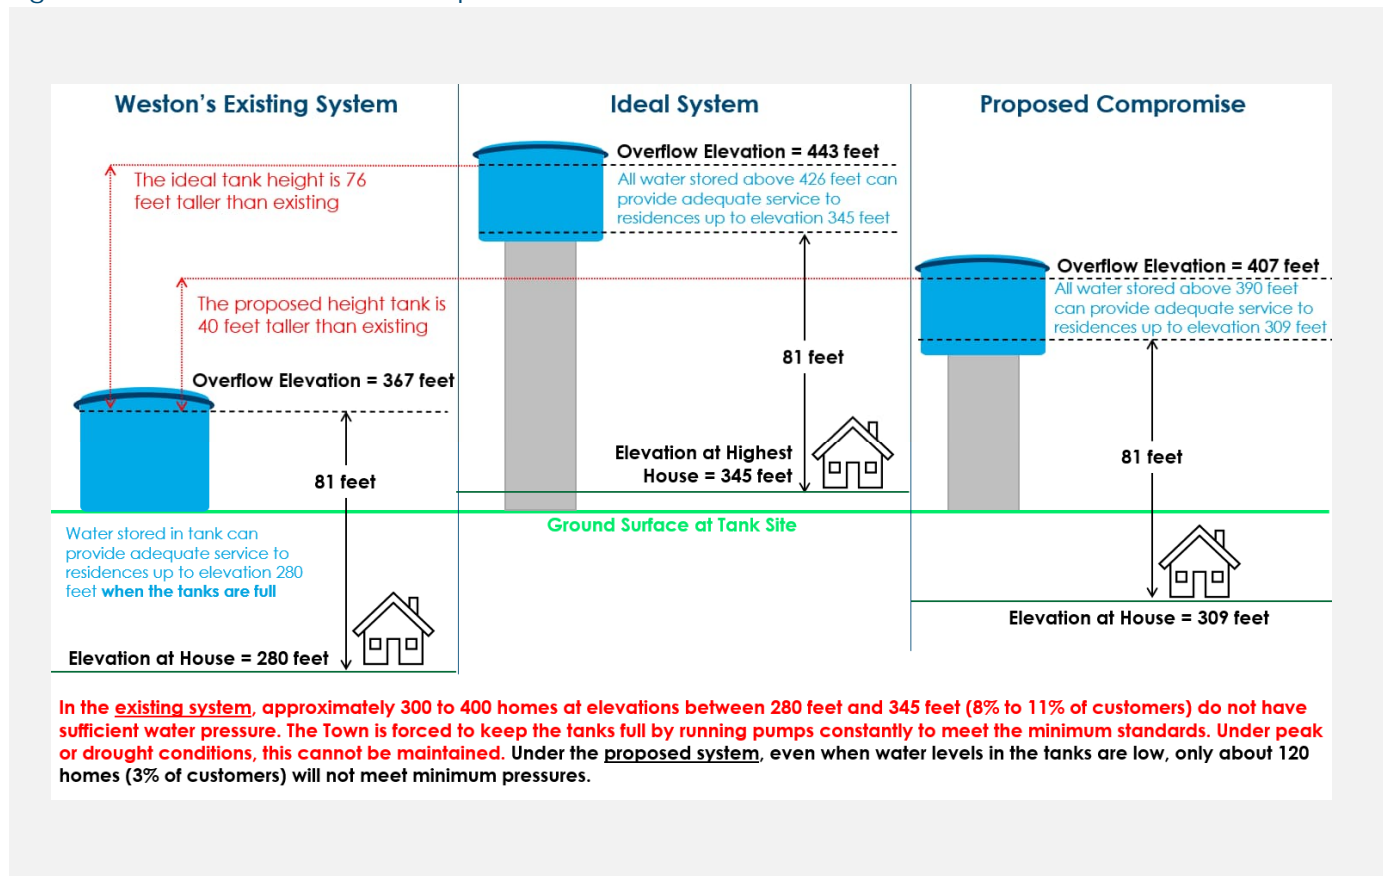 Weston's Existing System
The ideal tank height is 76
feet taller than existing
The proposed height tank is
40 feet taller than existing
Overflow Elevation = 367 feet
81 feet
Water stored in tank can
provide adequate service to
residences up to elevation 280
feet when the tanks are full
Elevation at House = 280 feet
Ideal System
Overflow Elevation = 443 feet
All water stored above 426 feet can
provide adequate service to
residences up to elevation 345 feet
81 feet
Elevation at Highest
House = 345 feet
Ground Surface at Tank Site
Proposed Compromise
Overflow Elevation = 407 feet
All water stored above 390 feet
can provide adequate service to
residences up to elevation 309 feet
81 feet
Elevation at House = 309 feet
In the existing system, approximately 300 to 400 homes at elevations between 280 feet and 345 feet (8% to 11% of customers) do not have
sufficient water pressure. The Town is forced to keep the tanks full by running pumps constantly to meet the minimum standards. Under peak
or drought conditions, this cannot be maintained. Under the proposed system, even when water levels in the tanks are low, only about 120
homes (3% of customers) will not meet minimum pressures.